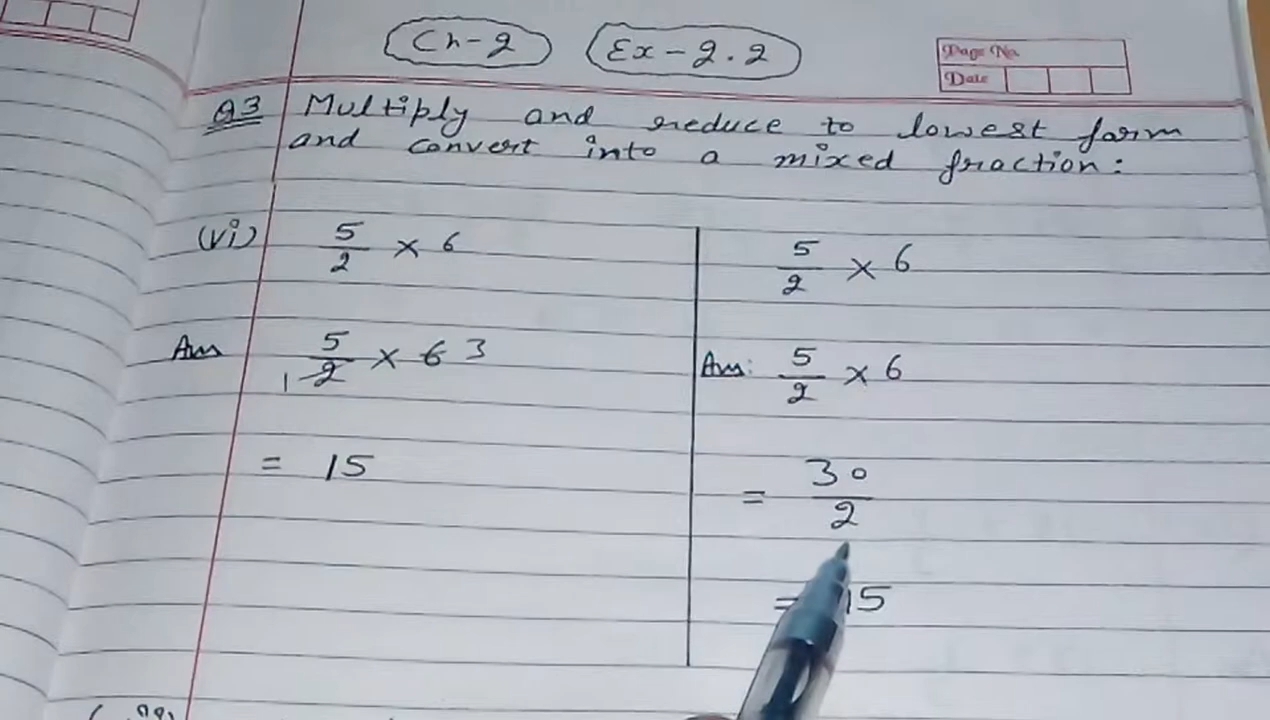 Ch-2 Ex-2.2
Page No.
Date
Q3 Multiply and reduce to lowest form
and convert into a mixed fraction:
(vi) 5/2 × 6
Ans 5/2 × 6 3
1
= 15
5/2 × 6
Ans: 5/2 × 6
= 30/2
= 15